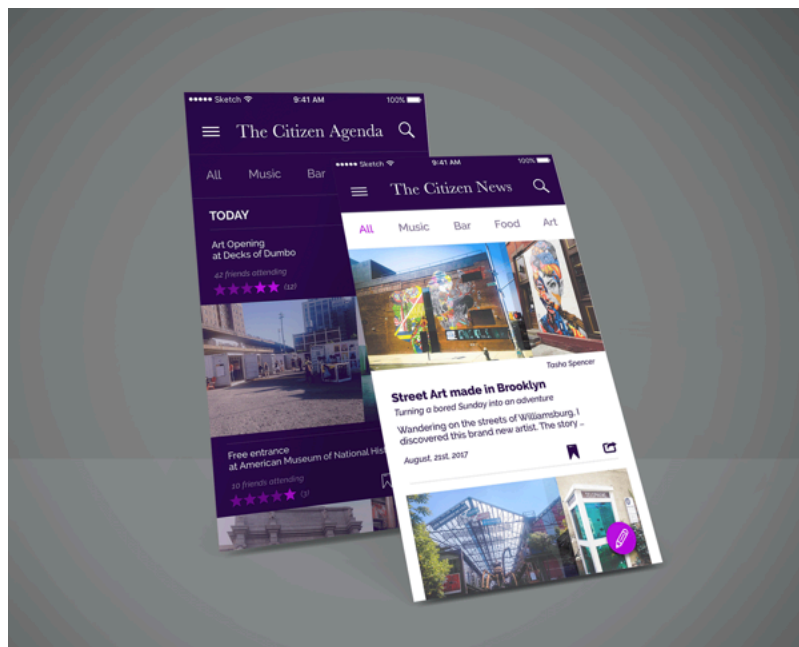 Sketch
9:41 AM
100%
The Citizen Agenda
All
Music
Bar
TODAY
Art Opening
at Decks of Dumbo
42 friends attending
(12)
Free entrance
at American Museum of National
10 friends attending
(3)
Sketch
9:41 AM
100%
The Citizen News
All
Music
Bar
Food
Art
Tasha Spencer
Street Art made in Brooklyn
Turning a bored Sunday into an adventure
Wandering on the streets of Williamsburg, I
discovered this brand new artist. The story ...
August, 21st, 2017